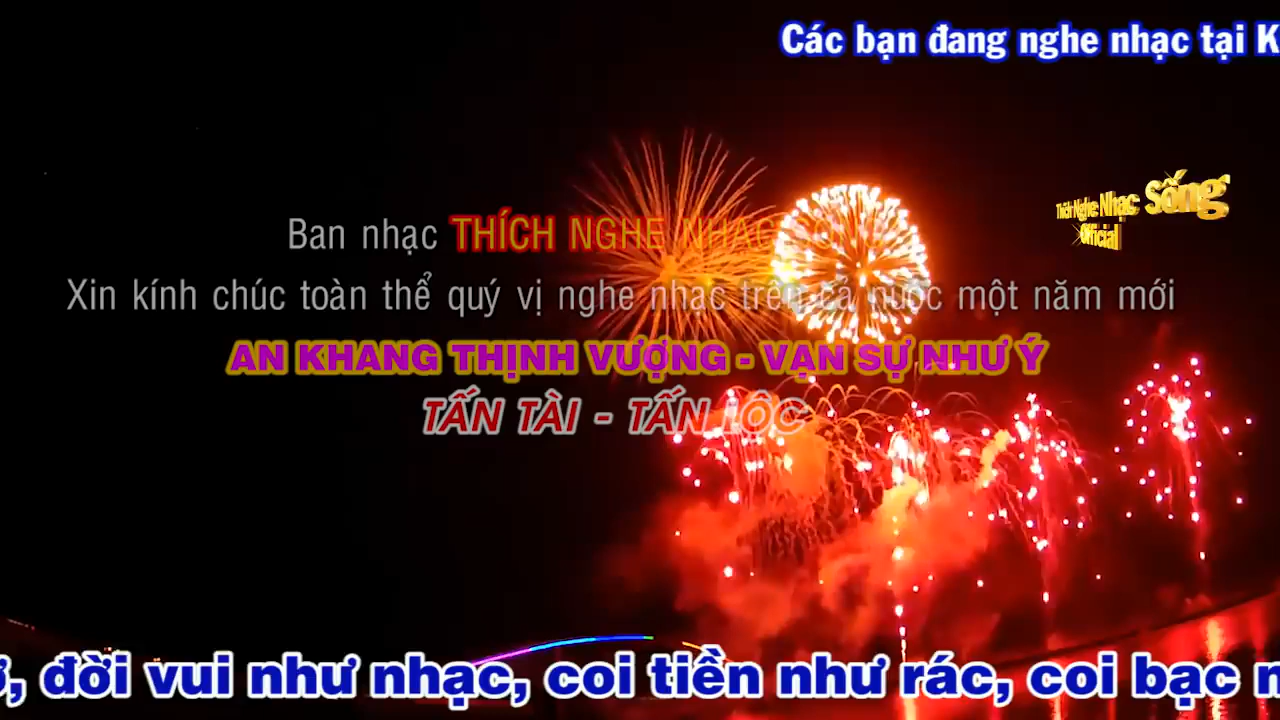 Các bạn đang nghe nhạc tại K
Thích Nghe Nhạc Sống
Official
Ban nhạc THÍCH NGHE NHẠC SỐNG
Xin kính chúc toàn thể quý vị nghe nhạc trên cả nước một năm mới
AN KHANG THỊNH VƯỢNG - VẠN SỰ NHƯ Ý
TẤN TÀI - TẤN LỘC
, đời vui như nhạc, coi tiền như rác, coi bạc